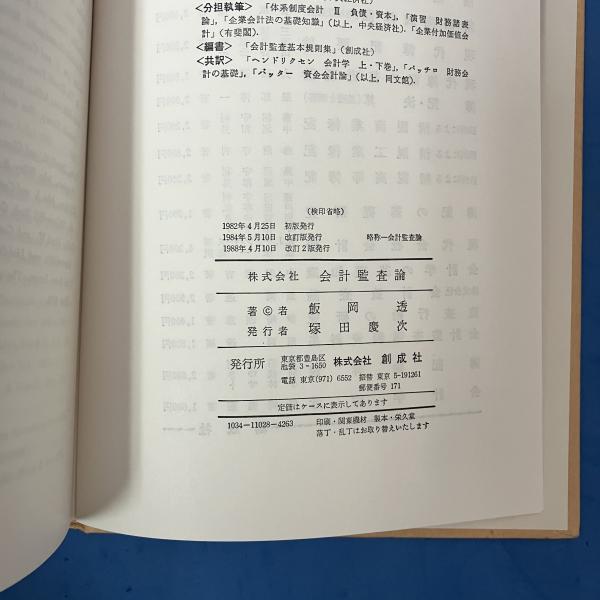 <分担執筆> 「体系制度会計 Ⅱ 負債・資本」,「演習 財務諸表
論」,「企業会計法の基礎知識」(以上,中央経済社).「企業付加価値会
計」(有斐閣).
<編書> 「会計監査基本規則集」(創成社)
<共訳> 「ヘンドリクセン 会計学 上・下巻」,「バッチロ 財務会
計の基礎」,「バッター 資金会計論」(以上,同文館).
(検印省略)
1982年4月25日 初版発行
1984年5月10日 改訂版発行 略称―会計監査論
1988年4月10日 改訂2版発行
株式会社 会計監査論
著©者 飯岡透
発行者 塚田慶次
発行所 東京都豊島区池袋3-1650 株式会社 創成社
電話 東京(971)6552 振替 東京5-191261
郵便番号 171
定価はケースに表示してあります
1034-11028-4263 印刷・関東機材 製本・栄久堂
落丁・乱丁はお取り替えいたします